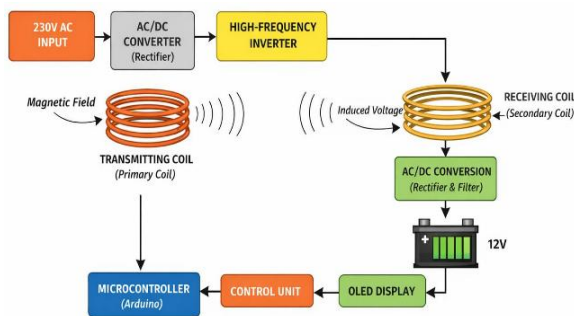 230V AC
INPUT
AC/DC
CONVERTER
(Rectifier)
HIGH-FREQUENCY
INVERTER
Magnetic Field
Induced Voltage
RECEIVING COIL
(Secondary Coil)
TRANSMITTING COIL
(Primary Coil)
AC/DC CONVERSION
(Rectifier & Filter)
+
12V
MICROCONTROLLER
(Arduino)
CONTROL UNIT
OLED DISPLAY